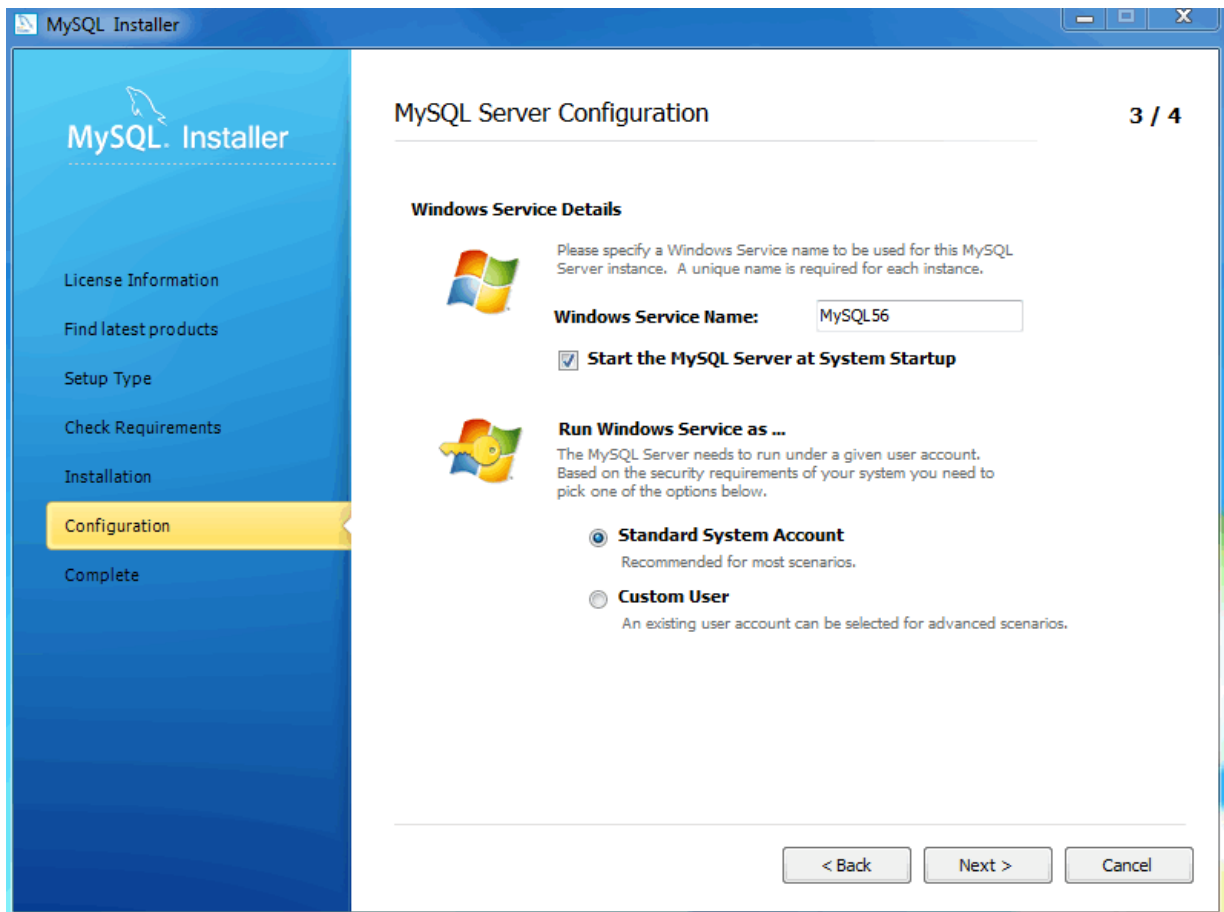 MySQL Installer
MySQL. Installer
License Information
Find latest products
Setup Type
Check Requirements
Installation
Configuration
Complete
MySQL Server Configuration
3 / 4
Windows Service Details
Please specify a Windows Service name to be used for this MySQL
Server instance. A unique name is required for each instance.
Windows Service Name: MySQL56
Start the MySQL Server at System Startup
Run Windows Service as ...
The MySQL Server needs to run under a given user account.
Based on the security requirements of your system you need to
pick one of the options below.
Standard System Account
Recommended for most scenarios.
Custom User
An existing user account can be selected for advanced scenarios.
< Back Next > Cancel